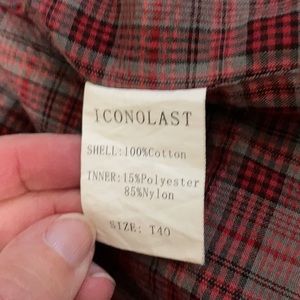 ICONOLAST
SHELL:100%Cotton
INNER:15%Polyester
85%Nylon
SIZE: T40